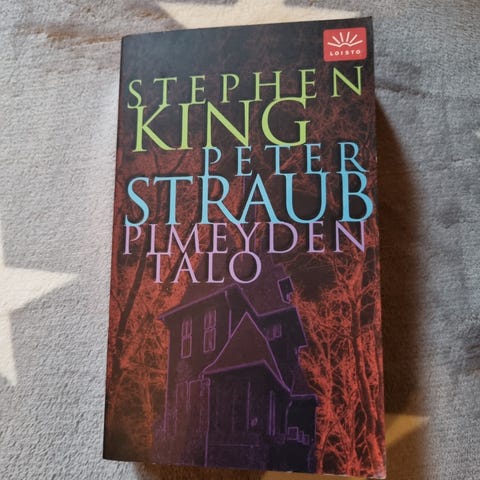 LOISTO
STEPHEN
KING
PETER
STRAUB
PIMEYDEN
TALO